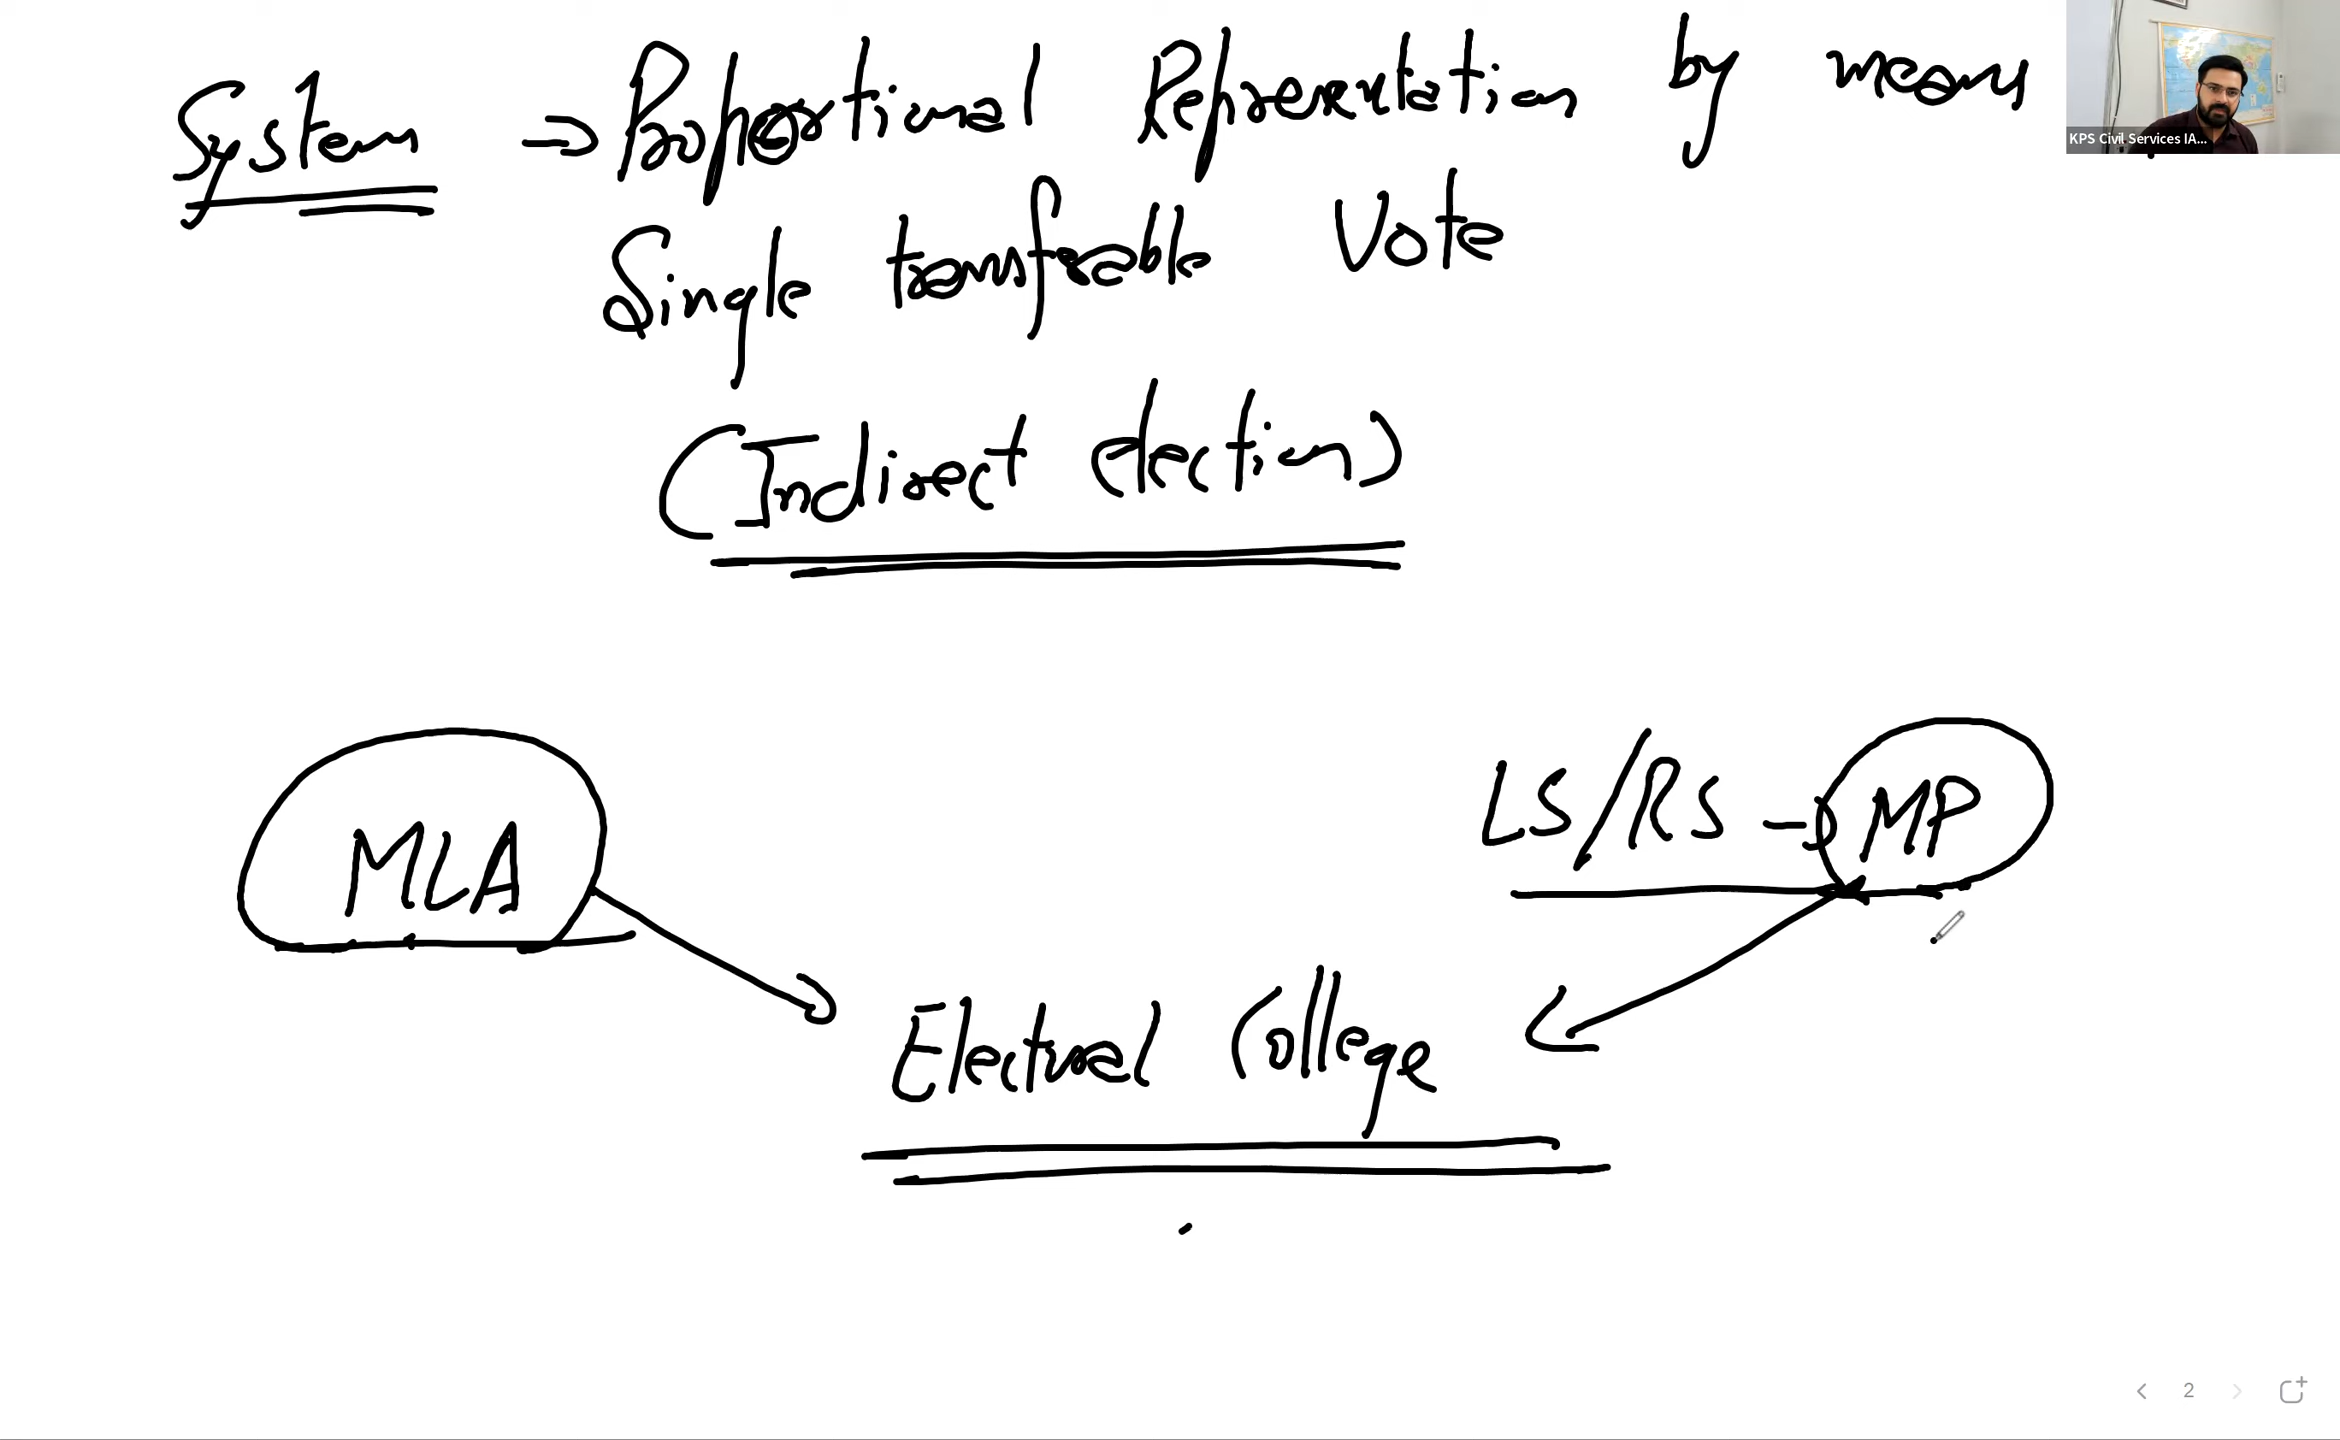 System ⇒ Proportional Representation by means
KPS Civil Services IA...
Single transferable Vote
(Indirect election)
LS/RS → MP
MLA
Electural College
2